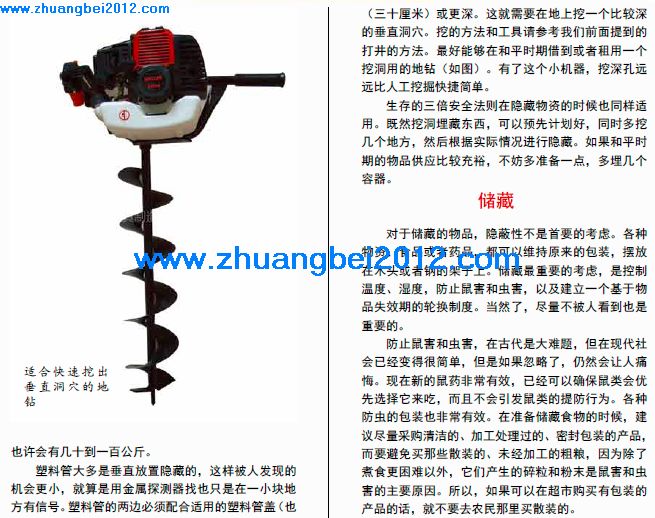 zhuangbei2012.com
适合快速挖出
垂直洞穴的地
钻
也许会有几十到一百公斤。
塑料管大多是垂直放置隐藏的，这样被人发现的
机会更小，就算是用金属探测器找也只是在一小块地
方有信号。塑料管的两边必须配合适用的塑料管盖（也
（三十厘米）或更深。这就需要在地上挖一个比较深
的垂直洞穴。挖的方法和工具请参考我们前面提到的
打井的方法。最好能够在和平时期借到或者租用一个
挖洞用的地钻（如图）。有了这个小机器，挖深孔远
远比人工挖掘快捷简单。
生存的三倍安全法则在隐藏物资的时候也同样适
用。既然挖洞埋藏东西，可以预先计划好，同时多挖
几个地方，然后根据实际情况进行隐藏。如果和平时
期的物品供应比较充裕，不妨多准备一点，多埋几个
容器。
储藏
对于储藏的物品，隐蔽性不是首要的考虑。各种
物资、食品或者药品，都可以维持原来的包装，摆放
在木头或者钢的架子上。储藏最重要的考虑，是控制
温度、湿度，防止鼠害和虫害，以及建立一个基于物
品失效期的轮换制度。当然了，尽量不被人看到也是
重要的。
防止鼠害和虫害，在古代是大难题，但在现代社
会已经变得很简单，但是如果忽略了，仍然会让人痛
悔。现在新的鼠药非常有效，已经可以确保鼠类会优
先选择它来吃，而且不会引发鼠类的提防行为。各种
防虫的包装也非常有效。在准备储藏食物的时候，建
议尽量采购清洁的、加工处理过的、密封包装的产品，
而要避免买那些散装的、未经加工的粗粮，因为除了
煮食更困难以外，它们产生的碎粒和粉末是鼠害和虫
害的主要原因。所以，如果可以在超市购买有包装的
产品的话，就不要去农民那里买散装的。
www.zhuangbei2012.com